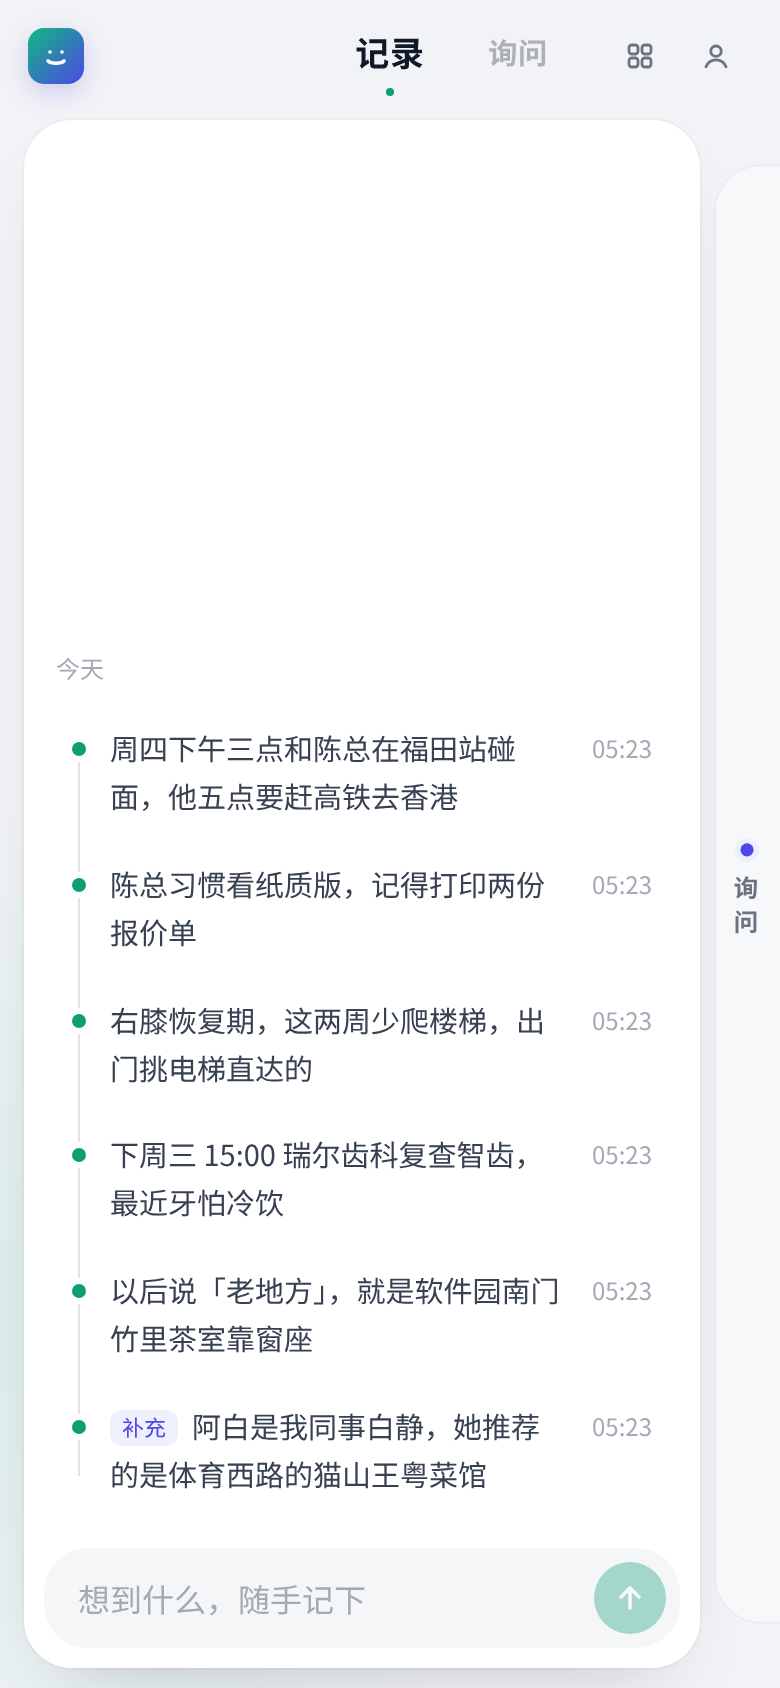 记录
询问
今天
周四下午三点和陈总在福田站碰
05:23
面，他五点要赶高铁去香港
陈总习惯看纸质版，记得打印两份
05:23
报价单
右膝恢复期，这两周少爬楼梯，出
05:23
门挑电梯直达的
下周三 15:00 瑞尔齿科复查智齿，
05:23
最近牙怕冷饮
以后说「老地方」，就是软件园南门
05:23
竹里茶室靠窗座
补充 阿白是我同事白静，她推荐
05:23
的是体育西路的猫山王粤菜馆
想到什么，随手记下
询
问